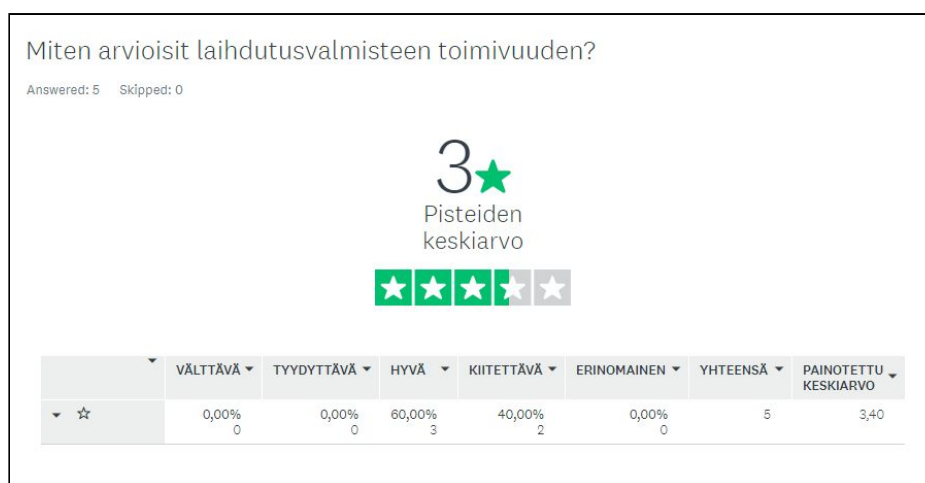 Miten arvioisit laihdutusvalmisteen toimivuuden?
Answered: 5 Skipped: 0
3
Pisteiden
keskiarvo
VÄLTTÄVÄ TYYDYTTÄVÄ HYVÄ KIITETTÄVÄ ERINOMAINEN YHTEENSÄ PAINOTETTU
KESKIARVO
0,00% 0,00% 60,00% 40,00% 0,00% 5 3,40
0 0 3 2 0